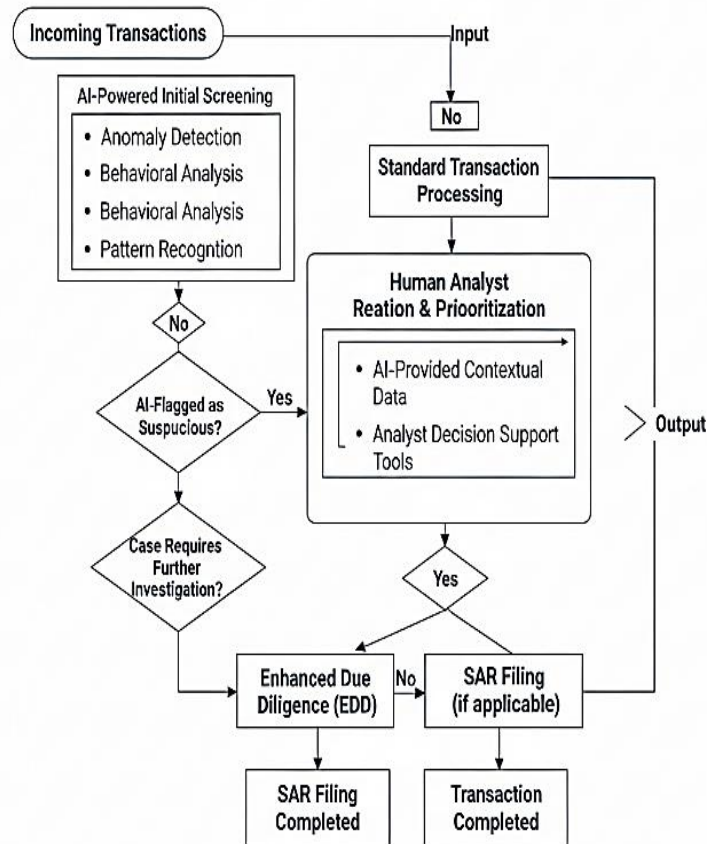 Incoming Transactions
Input
AI-Powered Initial Screening
• Anomaly Detection
• Behavioral Analysis
• Behavioral Analysis
• Pattern Recogntion
No
Standard Transaction
Processing
Human Analyst
Reation & Priooritization
• AI-Provided Contextual
Data
• Analyst Decision Support
Tools
No
AI-Flagged as
Suspucious?
Yes
Output
Case Requires
Further
Investigation?
Yes
Enhanced Due
Diligence (EDD)
No
SAR Filing
(if applicable)
SAR Filing
Completed
Transaction
Completed